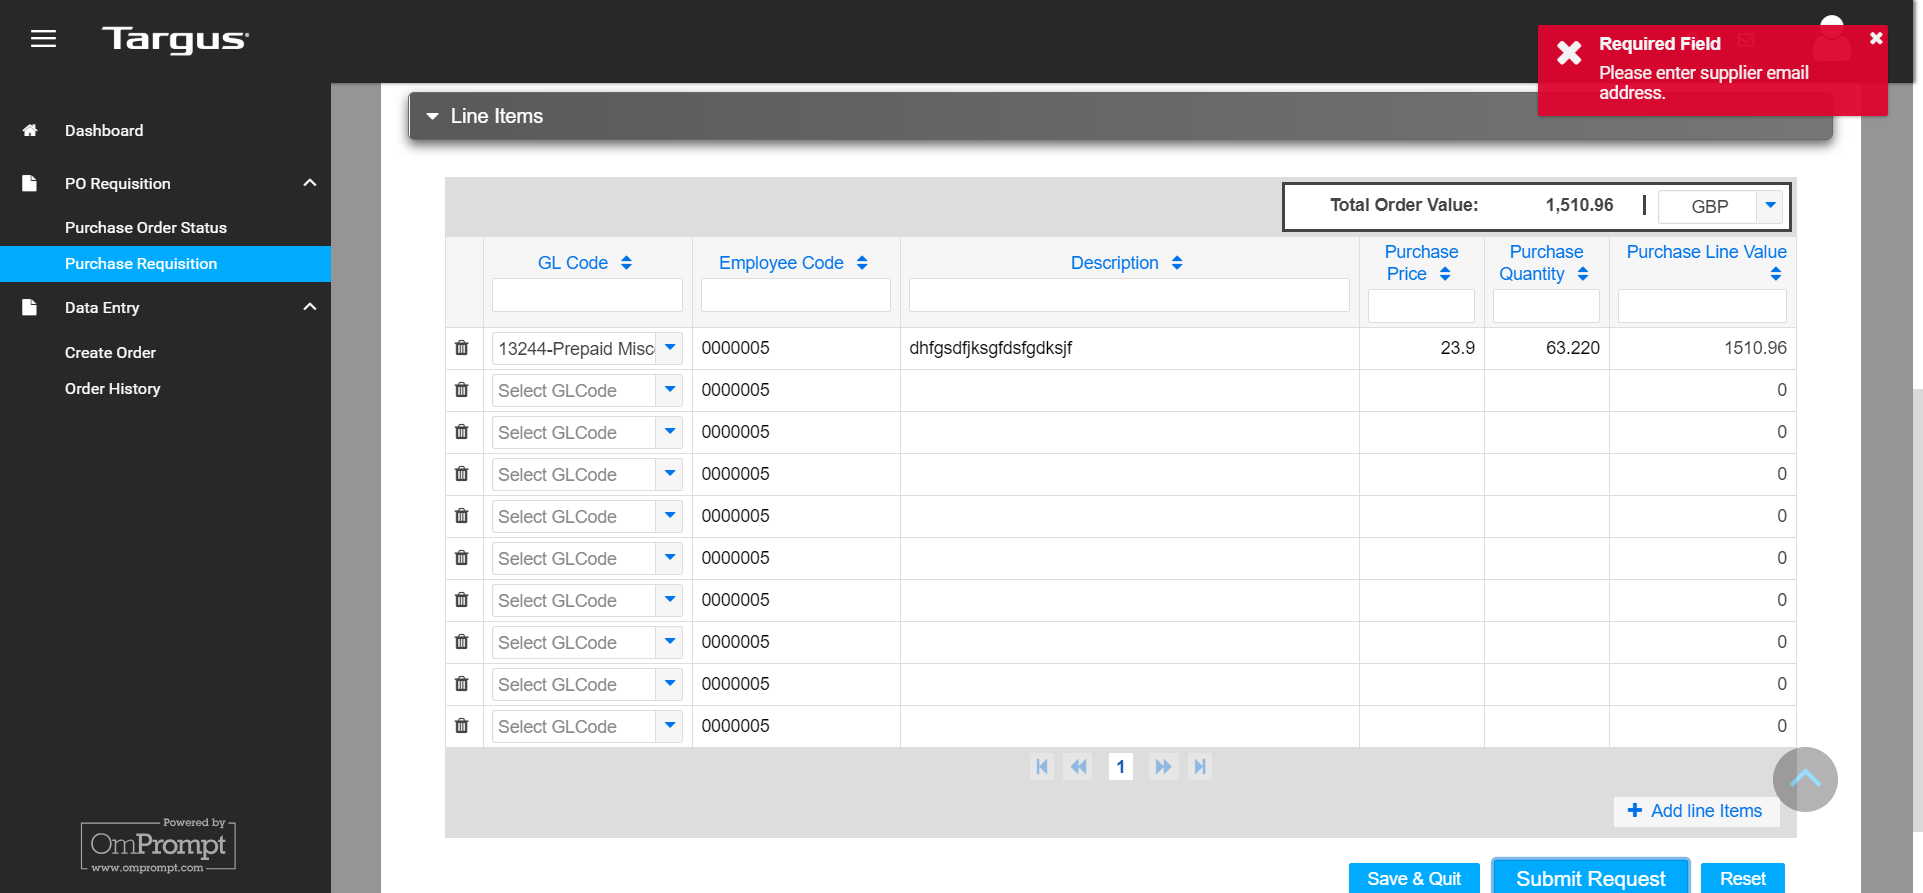 Targus
Required Field
Please enter supplier email
address.
Dashboard
PO Requisition
Purchase Order Status
Purchase Requisition
Data Entry
Create Order
Order History
Powered by
OmPrompt
www.omprompt.com
Line Items
Total Order Value: 1,510.96 | GBP
GL Code Employee Code Description Purchase Price Purchase Quantity Purchase Line Value
13244-Prepaid Misc 0000005 dhfgsdfjksgfdsfgdksjf 23.9 63.220 1510.96
Select GLCode 0000005 0
Select GLCode 0000005 0
Select GLCode 0000005 0
Select GLCode 0000005 0
Select GLCode 0000005 0
Select GLCode 0000005 0
Select GLCode 0000005 0
Select GLCode 0000005 0
Select GLCode 0000005 0
1
+ Add line Items
Save & Quit Submit Request Reset